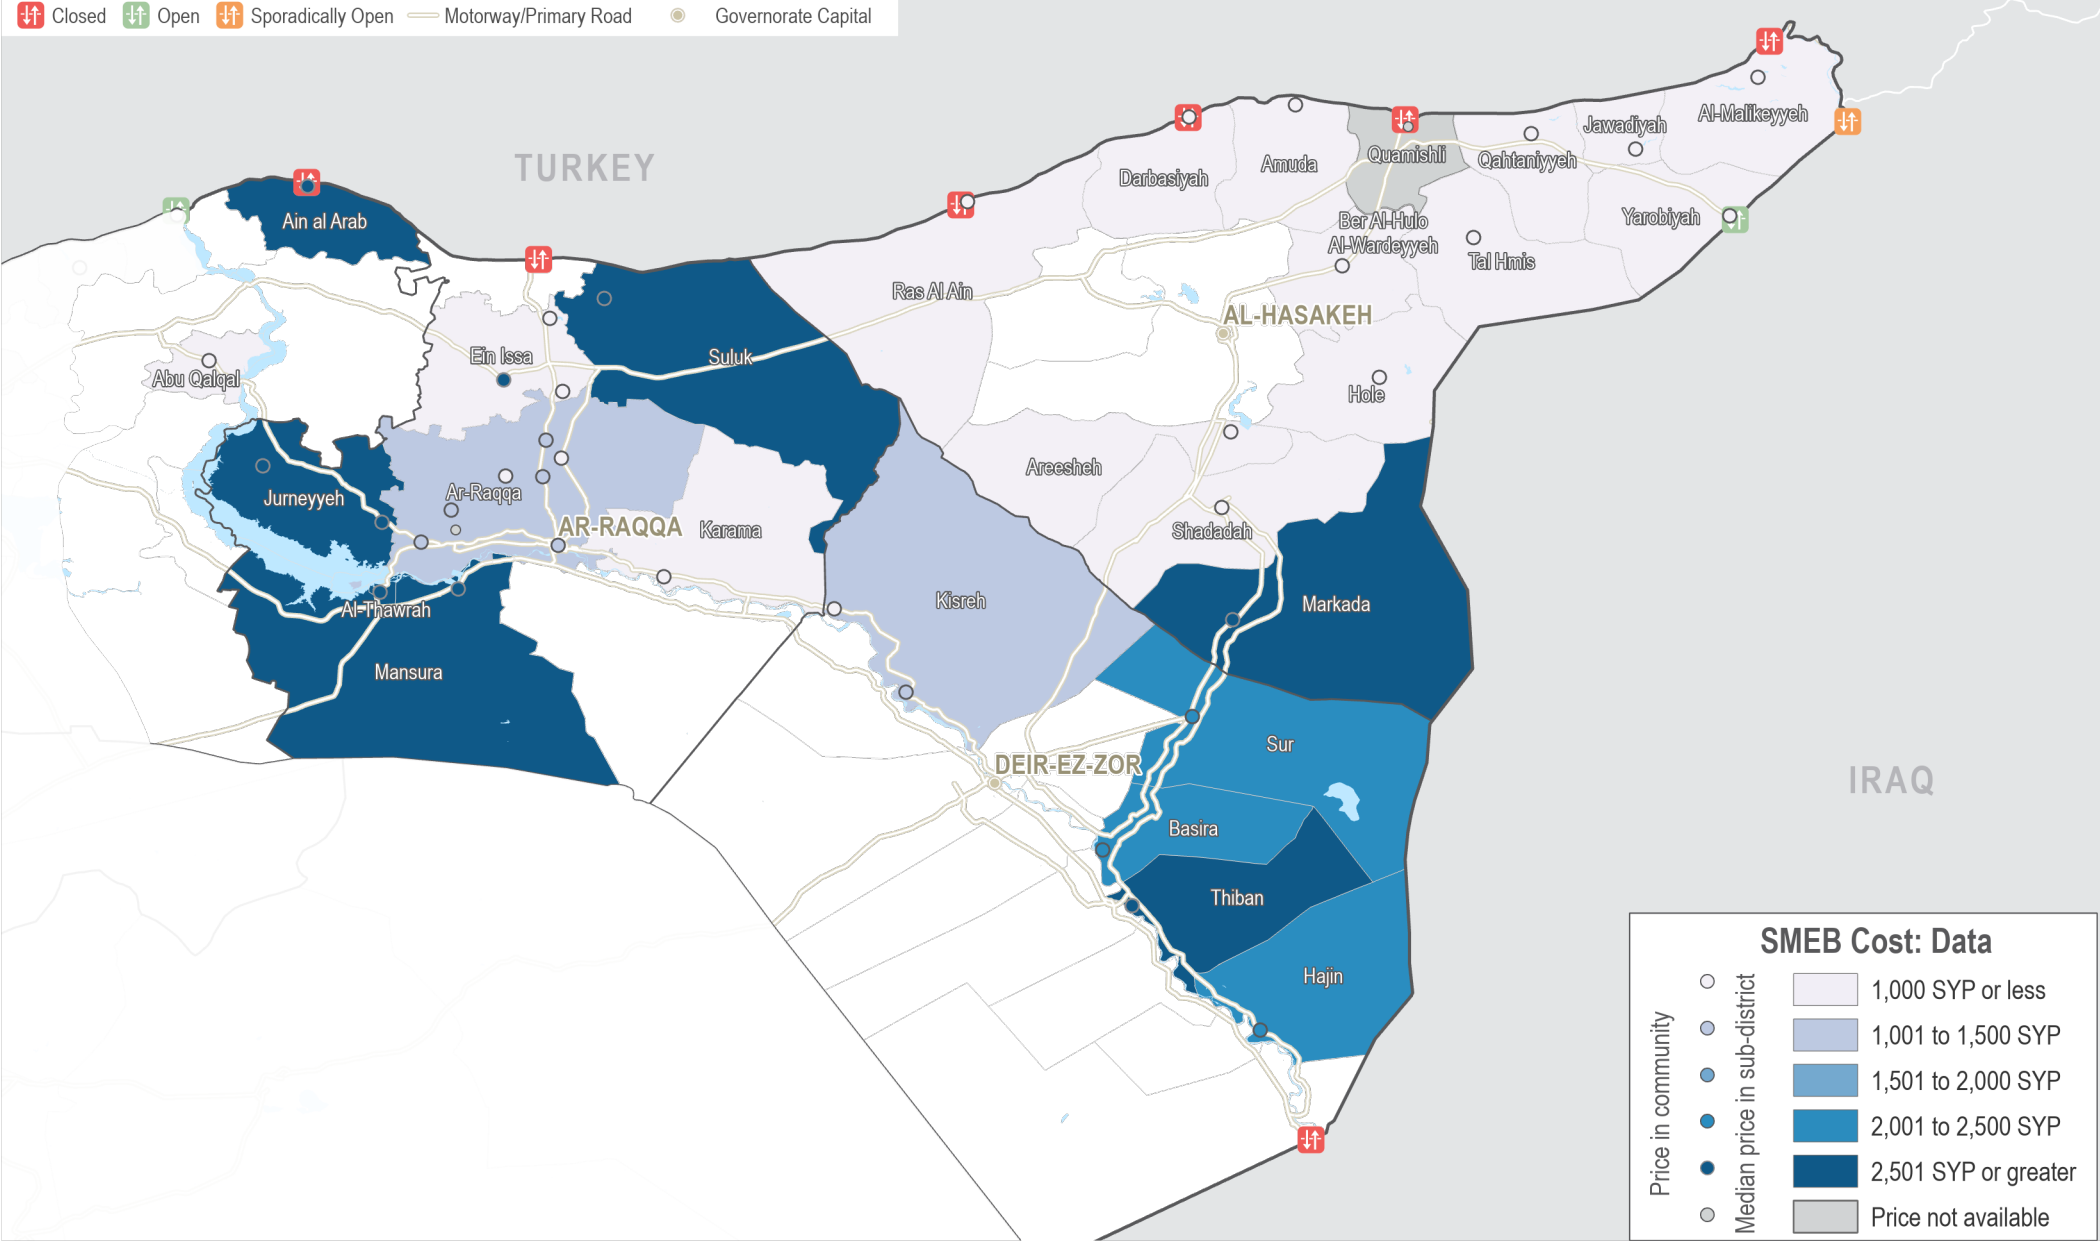 Closed
Open
Sporadically Open
Motorway/Primary Road
Governorate Capital
TURKEY
Al-Malikeyyeh
Jawadiyah
Quamishli
Qahtaniyyeh
Amuda
Darbasiyah
Ain al Arab
Ber Al-Hulo
Al-Wardeyyeh
Yarobiyah
Tal Hmis
Ras Al Ain
AL-HASAKEH
Ein Issa
Suluk
Abu Qalqal
Hole
Areesheh
Jurneyyeh
Ar-Raqqa
AR-RAQQA
Karama
Shadadah
Kisreh
Markada
Al-Thawrah
Mansura
Sur
DEIR-EZ-ZOR
IRAQ
Basira
Thiban
Hajin
SMEB Cost: Data
Price in community
Median price in sub-district
1,000 SYP or less
1,001 to 1,500 SYP
1,501 to 2,000 SYP
2,001 to 2,500 SYP
2,501 SYP or greater
Price not available